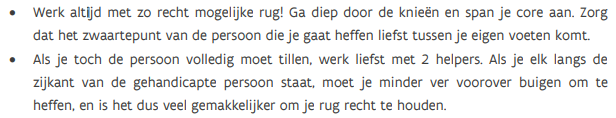 • Werk altijd met zo recht mogelijke rug! Ga diep door de knieën en span je core aan. Zorg
dat het zwaartepunt van de persoon die je gaat heffen liefst tussen je eigen voeten komt.
• Als je toch de persoon volledig moet tillen, werk liefst met 2 helpers. Als je elk langs de
zijkant van de gehandicapte persoon staat, moet je minder ver voorover buigen om te
heffen, en is het dus veel gemakkelijker om je rug recht te houden.